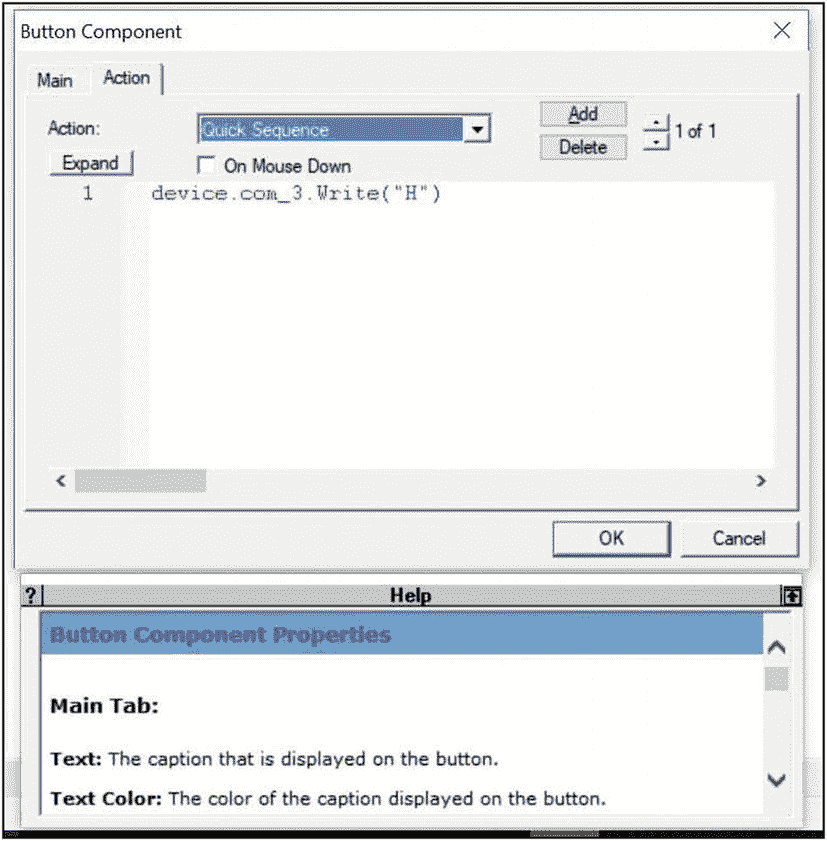 Button Component
Main Action
Action: Quick Sequence Add
Delete 1 of 1
Expand On Mouse Down
1 device.com_3.Write("H")
OK Cancel
? Help
Button Component Properties
Main Tab:
Text: The caption that is displayed on the button.
Text Color: The color of the caption displayed on the button.